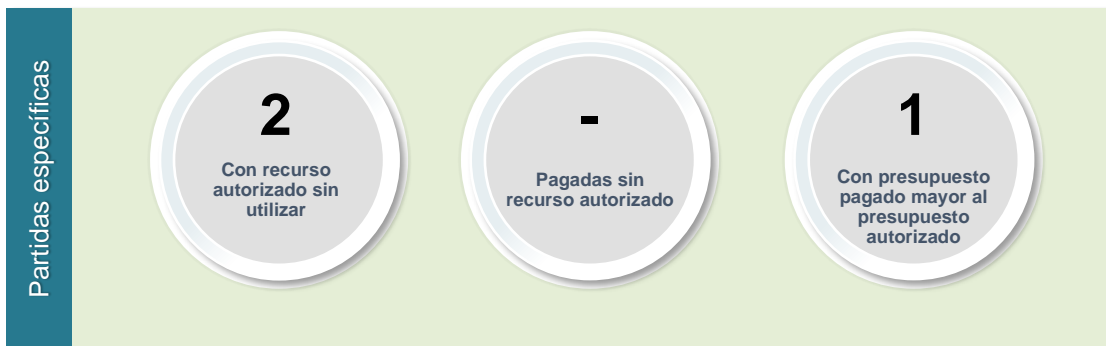 Partidas específicas
2
Con recurso
autorizado sin
utilizar
-
Pagadas sin
recurso autorizado
1
Con presupuesto
pagado mayor al
presupuesto
autorizado